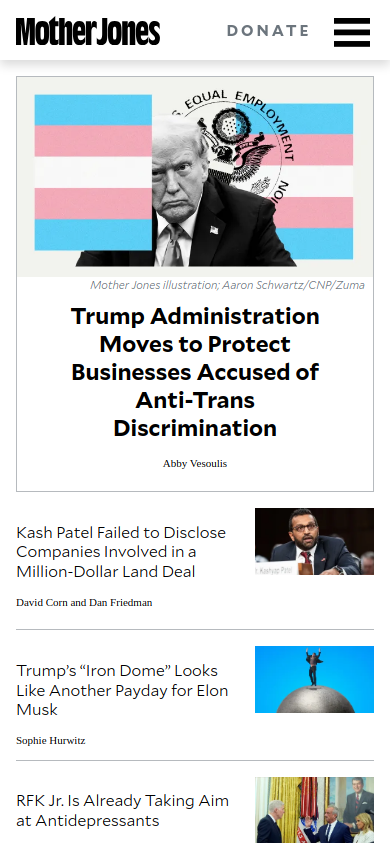 Mother Jones
DONATE
EQUAL EMPLOYMENT
Mother Jones illustration; Aaron Schwartz/CNP/Zuma
Trump Administration
Moves to Protect
Businesses Accused of
Anti-Trans
Discrimination
Abby Vesoulis
Kash Patel Failed to Disclose
Companies Involved in a
Million-Dollar Land Deal
David Corn and Dan Friedman
Trump’s “Iron Dome” Looks
Like Another Payday for Elon
Musk
Sophie Hurwitz
RFK Jr. Is Already Taking Aim
at Antidepressants